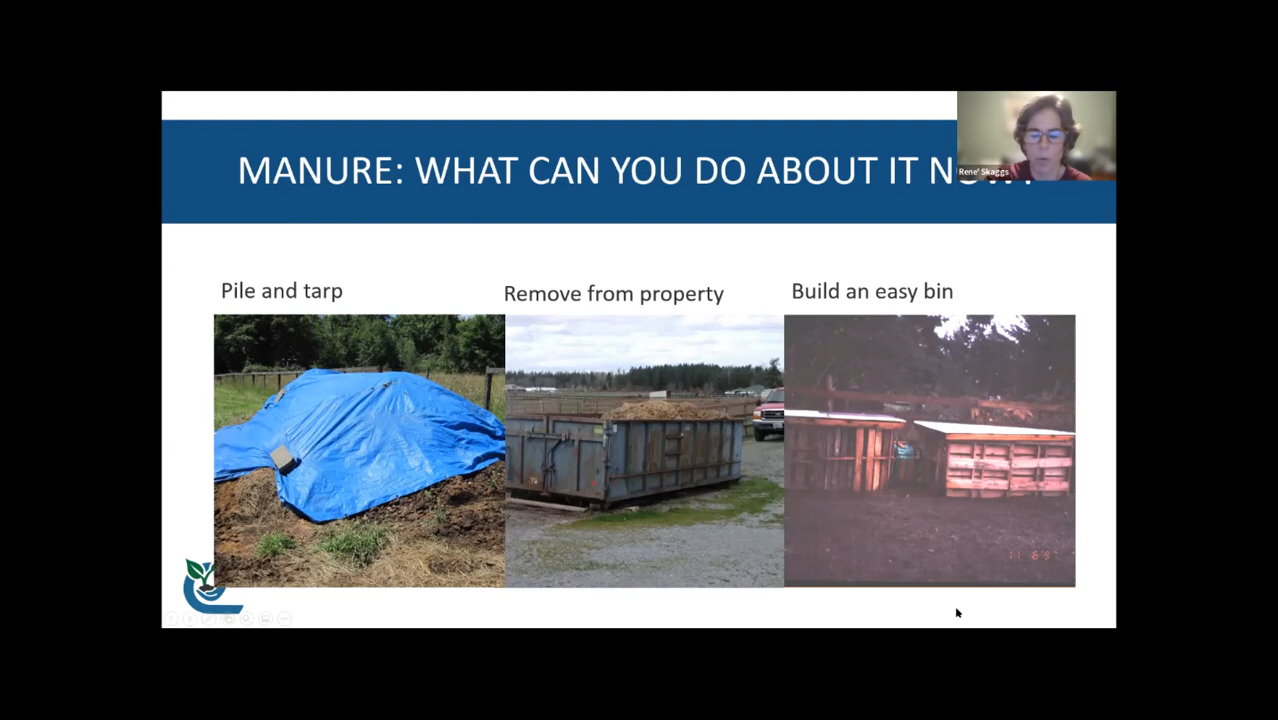 MANURE: WHAT CAN YOU DO ABOUT IT
Rene' Skaggs
Pile and tarp
Remove from property
Build an easy bin